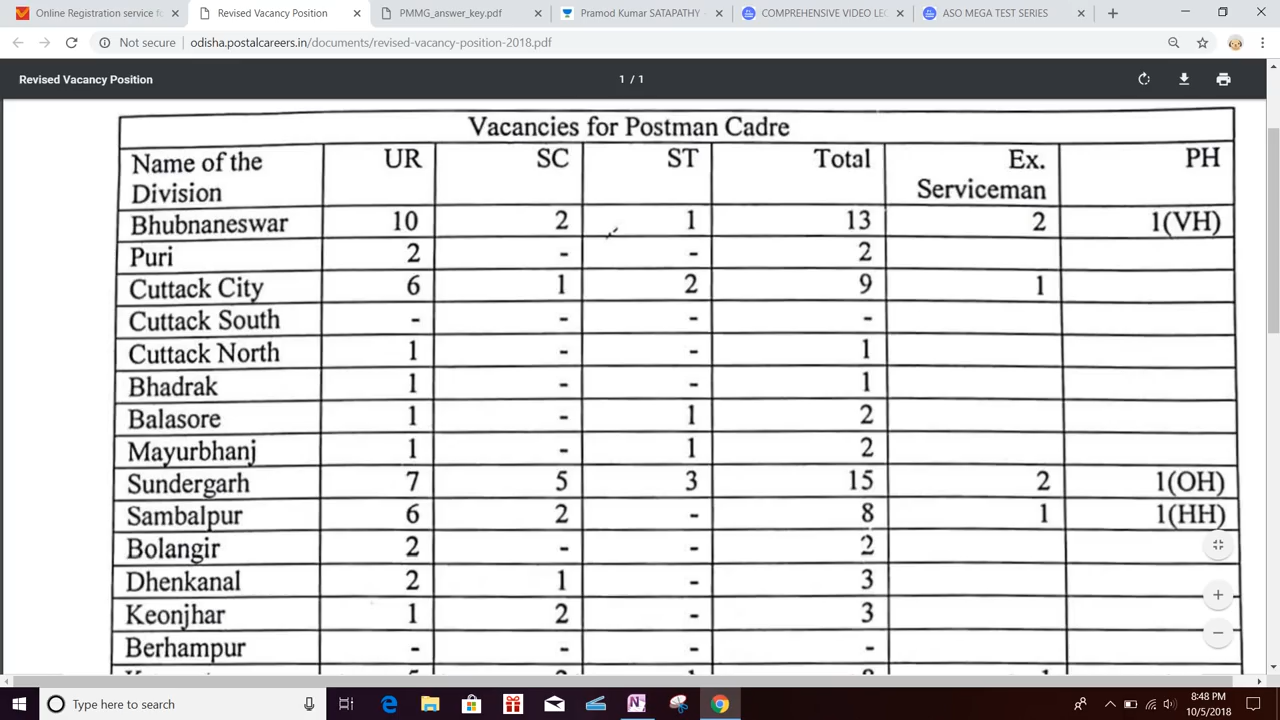 Online Registration service fo
Revised Vacancy Position
PMMG_answer_key.pdf
Pramod Kumar SATAPATHY -
COMPREHENSIVE VIDEO LEC
ASO MEGA TEST SERIES
Not secure | odisha.postalcareers.in/documents/revised-vacancy-position-2018.pdf
Revised Vacancy Position 1 / 1
Vacancies for Postman Cadre
Name of the Division UR SC ST Total Ex. Serviceman PH
Bhubnaneswar 10 2 1 13 2 1(VH)
Puri 2 - - 2
Cuttack City 6 1 2 9 1
Cuttack South - - - -
Cuttack North 1 - - 1
Bhadrak 1 - - 1
Balasore 1 - 1 2
Mayurbhanj 1 - 1 2
Sundergarh 7 5 3 15 2 1(OH)
Sambalpur 6 2 - 8 1 1(HH)
Bolangir 2 - - 2
Dhenkanal 2 1 - 3
Keonjhar 1 2 - 3
Berhampur - - - -
Type here to search
8:48 PM
10/5/2018